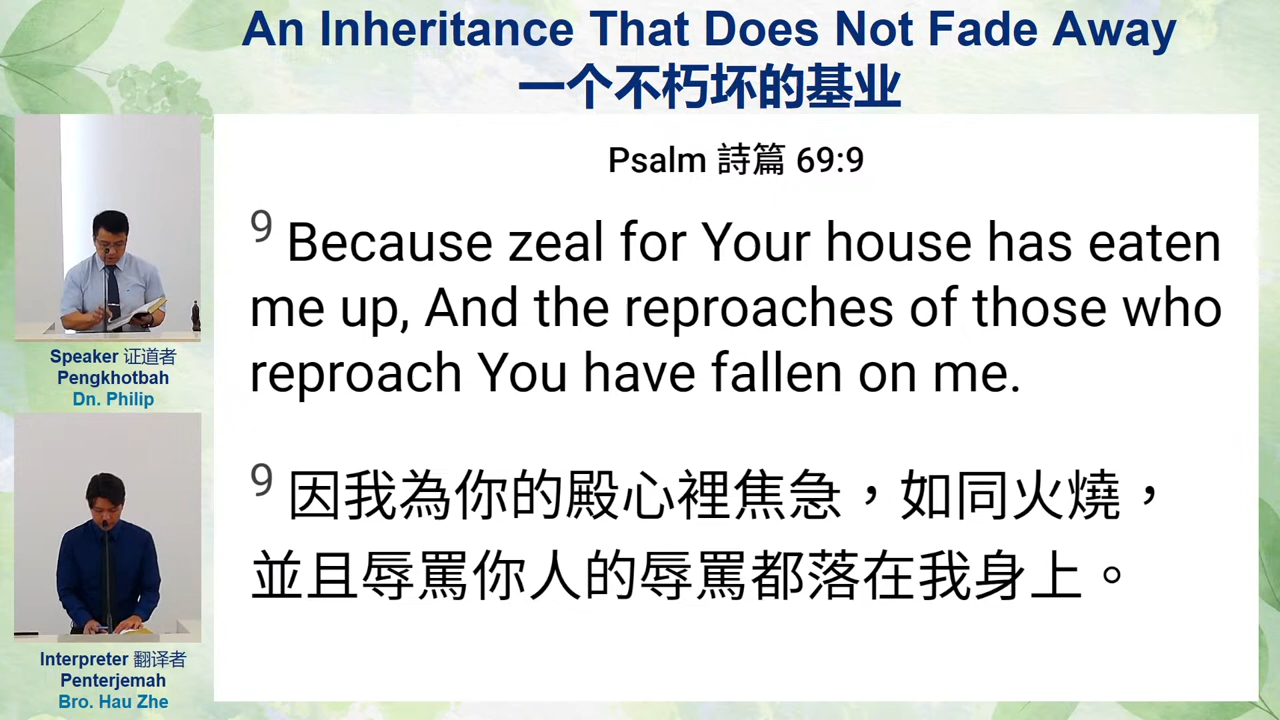 An Inheritance That Does Not Fade Away
一个不朽坏的基业
Psalm 詩篇 69:9
9 Because zeal for Your house has eaten
me up, And the reproaches of those who
reproach You have fallen on me.
9 因我為你的殿心裡焦急，如同火燒，
並且辱罵你人的辱罵都落在我身上。
Speaker 证道者
Pengkhotbah
Dn. Philip
Interpreter 翻译者
Penterjemah
Bro. Hau Zhe